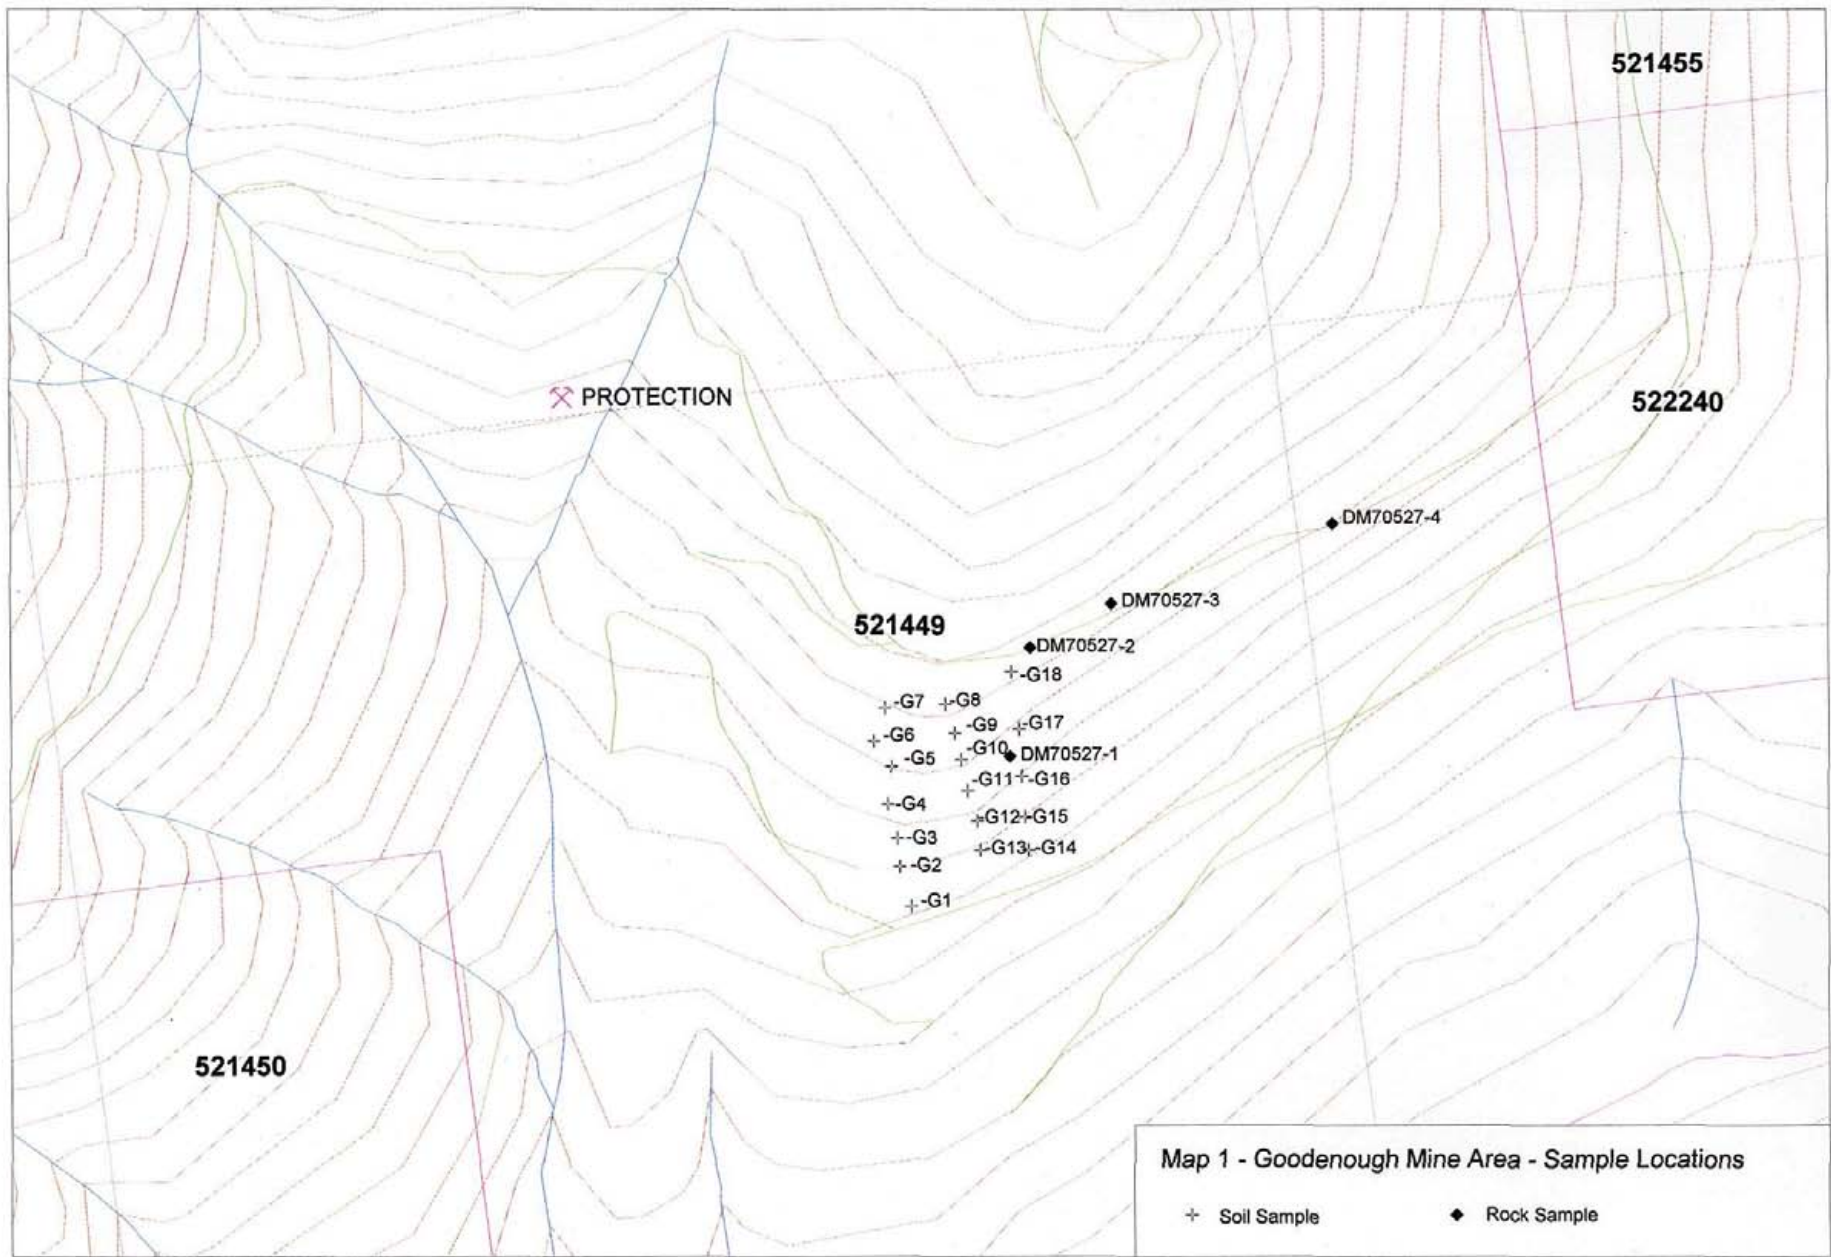 521455
PROTECTION
522240
DM70527-4
DM70527-3
521449
DM70527-2
-G18
-G7
-G8
-G9
-G17
-G6
-G10
DM70527-1
-G5
-G11
-G16
-G4
-G12
-G15
-G3
-G13
-G14
-G2
-G1
521450
Map 1 - Goodenough Mine Area - Sample Locations
Soil Sample
Rock Sample